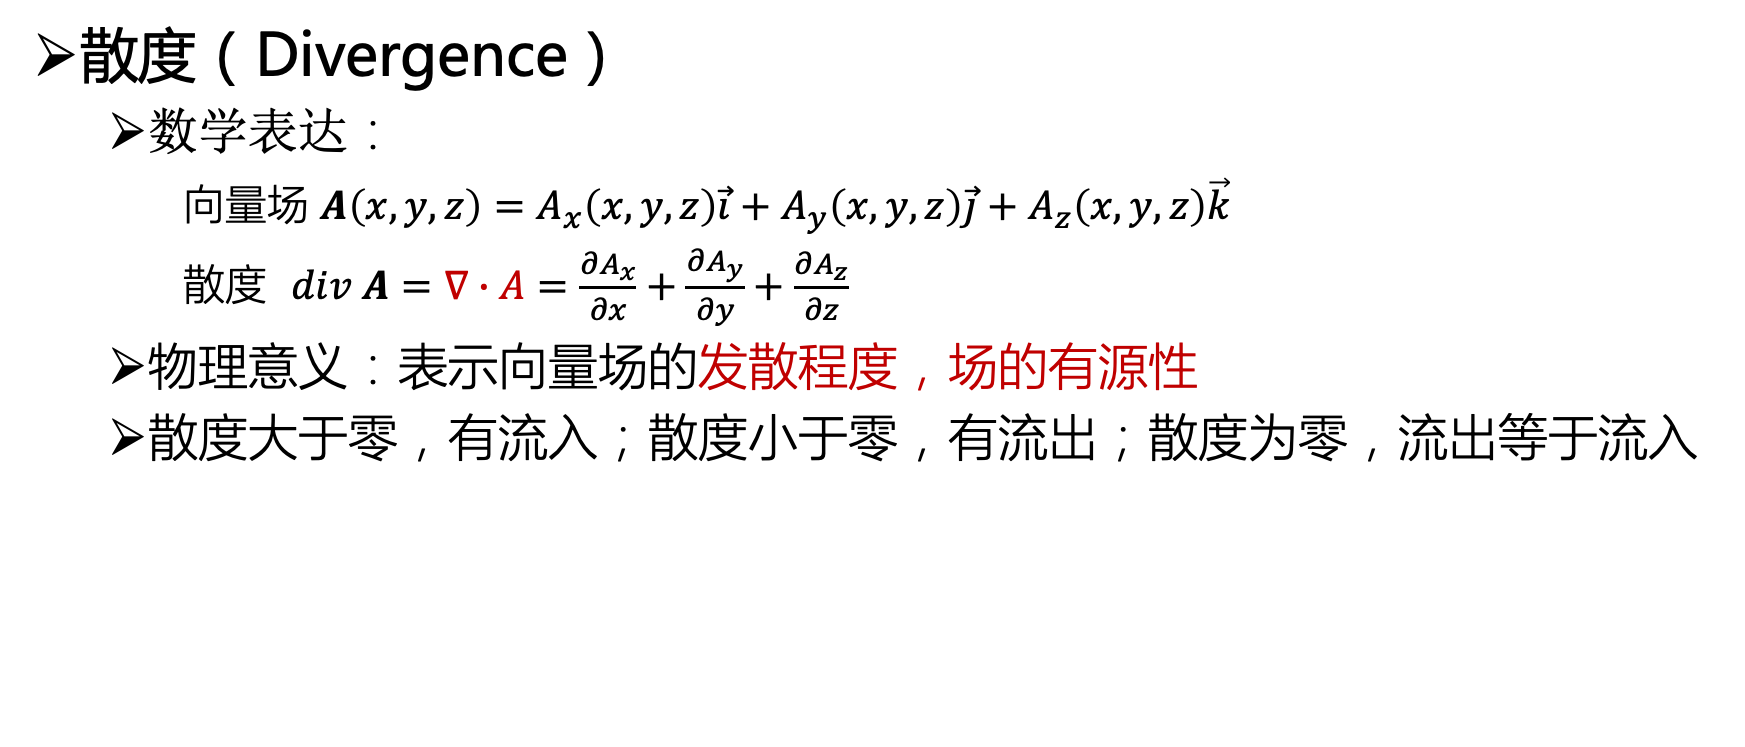 ➢散度（Divergence）
➢数学表达：
向量场 A(x, y, z) = Aₓ(x, y, z)i⃗ + A_y(x, y, z)j⃗ + A_z(x, y, z)k⃗
散度 div A = ∇ · A = ∂Aₓ/∂x + ∂A_y/∂y + ∂A_z/∂z
➢物理意义：表示向量场的发散程度，场的有源性
➢散度大于零，有流入；散度小于零，有流出；散度为零，流出等于流入